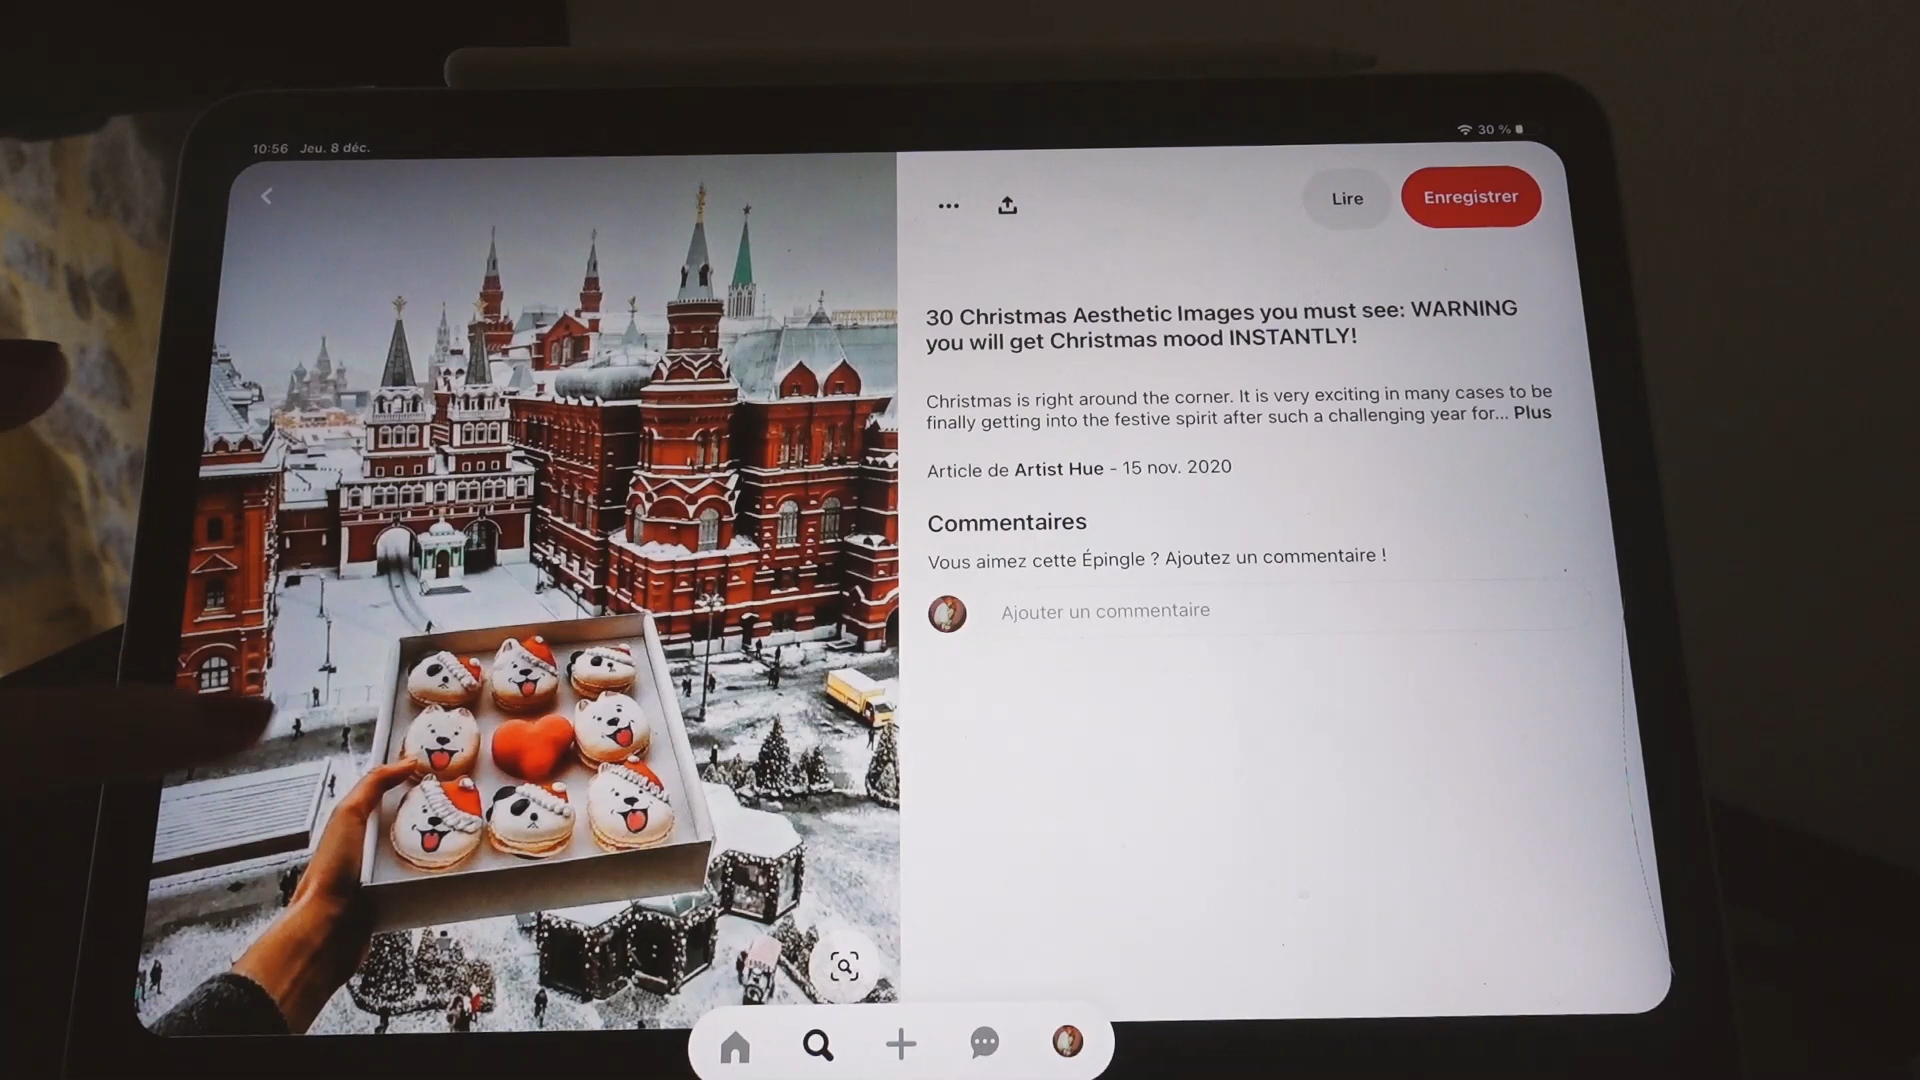 10:56 Jeu. 8 déc.
30 %
Lire
Enregistrer
30 Christmas Aesthetic Images you must see: WARNING
you will get Christmas mood INSTANTLY!
Christmas is right around the corner. It is very exciting in many cases to be
finally getting into the festive spirit after such a challenging year for... Plus
Article de Artist Hue - 15 nov. 2020
Commentaires
Vous aimez cette Épingle ? Ajoutez un commentaire !
Ajouter un commentaire